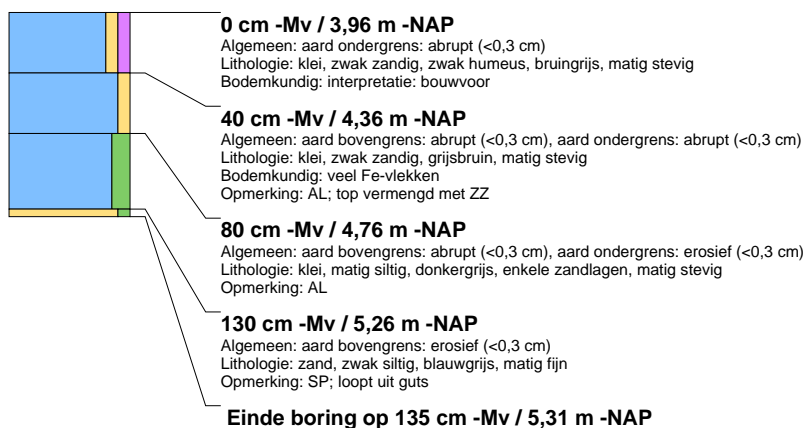 0 cm -Mv / 3,96 m -NAP
Algemeen: aard ondergrens: abrupt (<0,3 cm)
Lithologie: klei, zwak zandig, zwak humeus, bruingrijs, matig stevig
Bodemkundig: interpretatie: bouwvoor
40 cm -Mv / 4,36 m -NAP
Algemeen: aard bovengrens: abrupt (<0,3 cm), aard ondergrens: abrupt (<0,3 cm)
Lithologie: klei, zwak zandig, grijsbruin, matig stevig
Bodemkundig: veel Fe-vlekken
Opmerking: AL; top vermengd met ZZ
80 cm -Mv / 4,76 m -NAP
Algemeen: aard bovengrens: abrupt (<0,3 cm), aard ondergrens: erosief (<0,3 cm)
Lithologie: klei, matig siltig, donkergrijs, enkele zandlagen, matig stevig
Opmerking: AL
130 cm -Mv / 5,26 m -NAP
Algemeen: aard bovengrens: erosief (<0,3 cm)
Lithologie: zand, zwak siltig, blauwgrijs, matig fijn
Opmerking: SP; loopt uit guts
Einde boring op 135 cm -Mv / 5,31 m -NAP